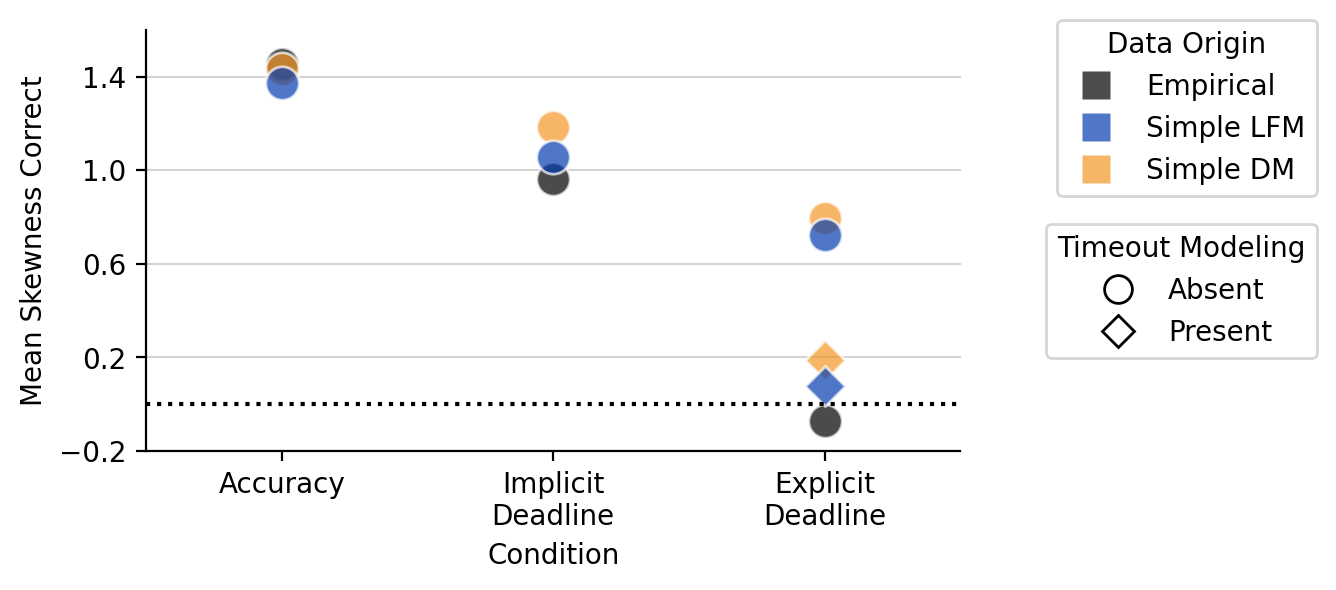 Mean Skewness Correct
1.4
1.0
0.6
0.2
−0.2
Accuracy
Implicit
Deadline
Explicit
Deadline
Condition
Data Origin
Empirical
Simple LFM
Simple DM
Timeout Modeling
Absent
Present